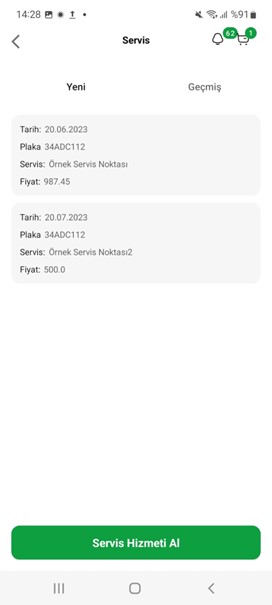 14:28 %91
Servis 62 1
Yeni Geçmiş
Tarih: 20.06.2023
Plaka 34ADC112
Servis: Örnek Servis Noktası
Fiyat: 987.45
Tarih: 20.07.2023
Plaka 34ADC112
Servis: Örnek Servis Noktası2
Fiyat: 500.0
Servis Hizmeti Al